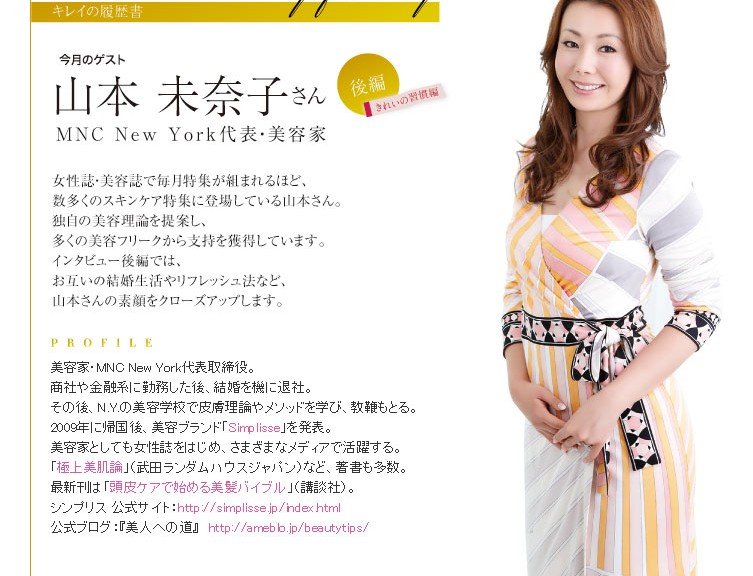 キレイの履歴書
今月のゲスト
山本 未奈子さん
後編
きれいの習慣編
MNC New York代表・美容家
女性誌・美容誌で毎月特集が組まれるほど、
数多くのスキンケア特集に登場している山本さん。
独自の美容理論を提案し、
多くの美容フリークから支持を獲得しています。
インタビュー後編では、
お互いの結婚生活やリフレッシュ法など、
山本さんの素顔をクローズアップします。
PROFILE
美容家・MNC New York代表取締役。
商社や金融系に勤務した後、結婚を機に退社。
その後、N.Y.の美容学校で皮膚理論やメソッドを学び、教鞭もとる。
2009年に帰国後、美容ブランド「Simplisse」を発表。
美容家としても女性誌をはじめ、さまざまなメディアで活躍する。
「極上美肌論」（武田ランダムハウスジャパン）など、著書も多数。
最新刊は「頭皮ケアで始める美髪バイブル」（講談社）。
シンプリス 公式サイト：http://simplisse.jp/index.html
公式ブログ：『美人への道』 http://ameblo.jp/beautytips/